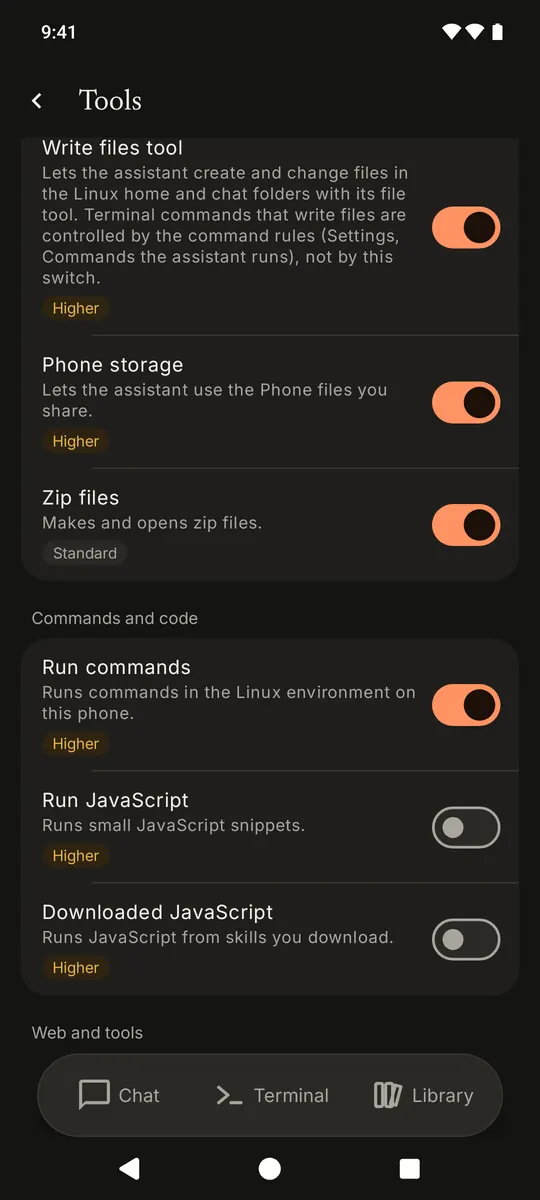 9:41
Tools
Write files tool
Lets the assistant create and change files in
the Linux home and chat folders with its file
tool. Terminal commands that write files are
controlled by the command rules (Settings,
Commands the assistant runs), not by this
switch.
Higher
Phone storage
Lets the assistant use the Phone files you
share.
Higher
Zip files
Makes and opens zip files.
Standard
Commands and code
Run commands
Runs commands in the Linux environment on
this phone.
Higher
Run JavaScript
Runs small JavaScript snippets.
Higher
Downloaded JavaScript
Runs JavaScript from skills you download.
Higher
Web and tools
Chat
Terminal
Library